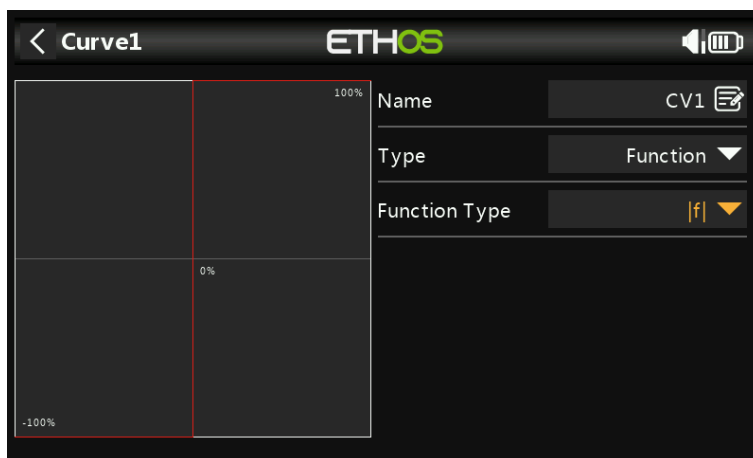 Curve1
ETHOS
100%
0%
-100%
Name CV1
Type Function
Function Type |f|